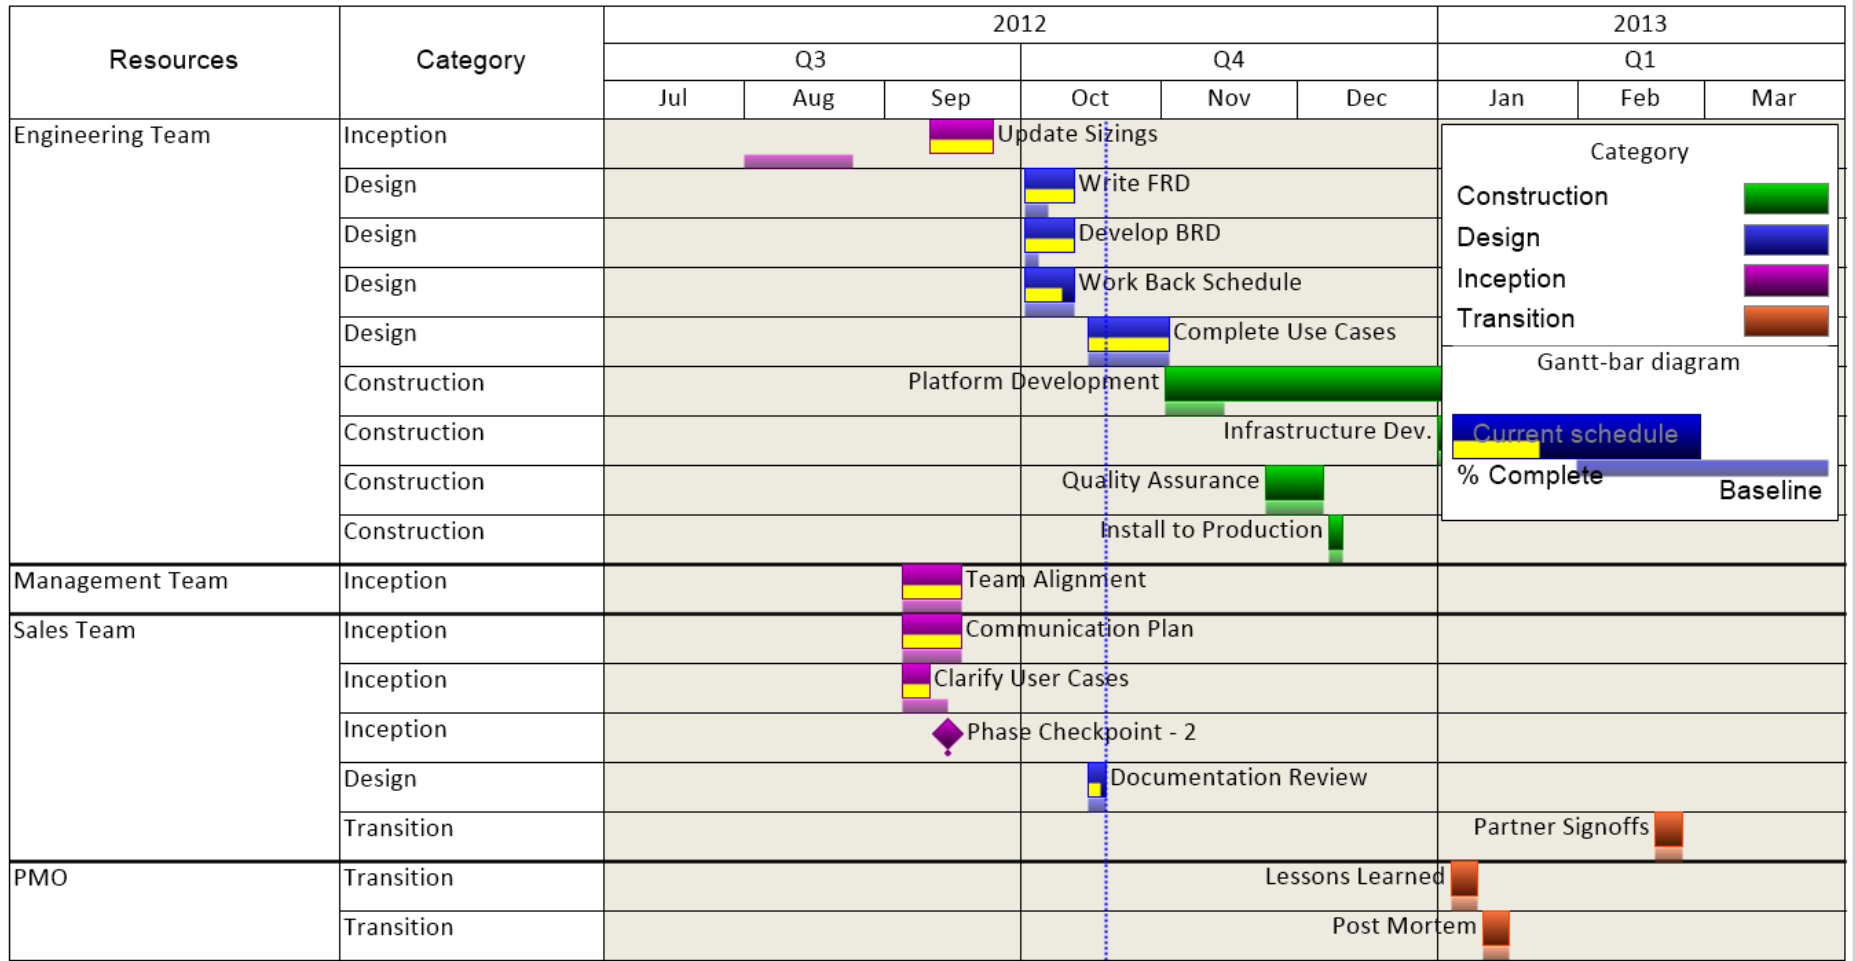 Resources Category 2012 2013
Q3 Q4 Q1
Jul Aug Sep Oct Nov Dec Jan Feb Mar
Engineering Team Inception Update Sizings
Design Write FRD
Design Develop BRD
Design Work Back Schedule
Design Complete Use Cases
Construction Platform Development
Construction Infrastructure Dev.
Construction Quality Assurance
Construction Install to Production
Management Team Inception Team Alignment
Sales Team Inception Communication Plan
Inception Clarify User Cases
Inception Phase Checkpoint - 2
Design Documentation Review
Transition Partner Signoffs
PMO Transition Lessons Learned
Transition Post Mortem
Category
Construction
Design
Inception
Transition
Gantt-bar diagram
Current schedule
% Complete
Baseline